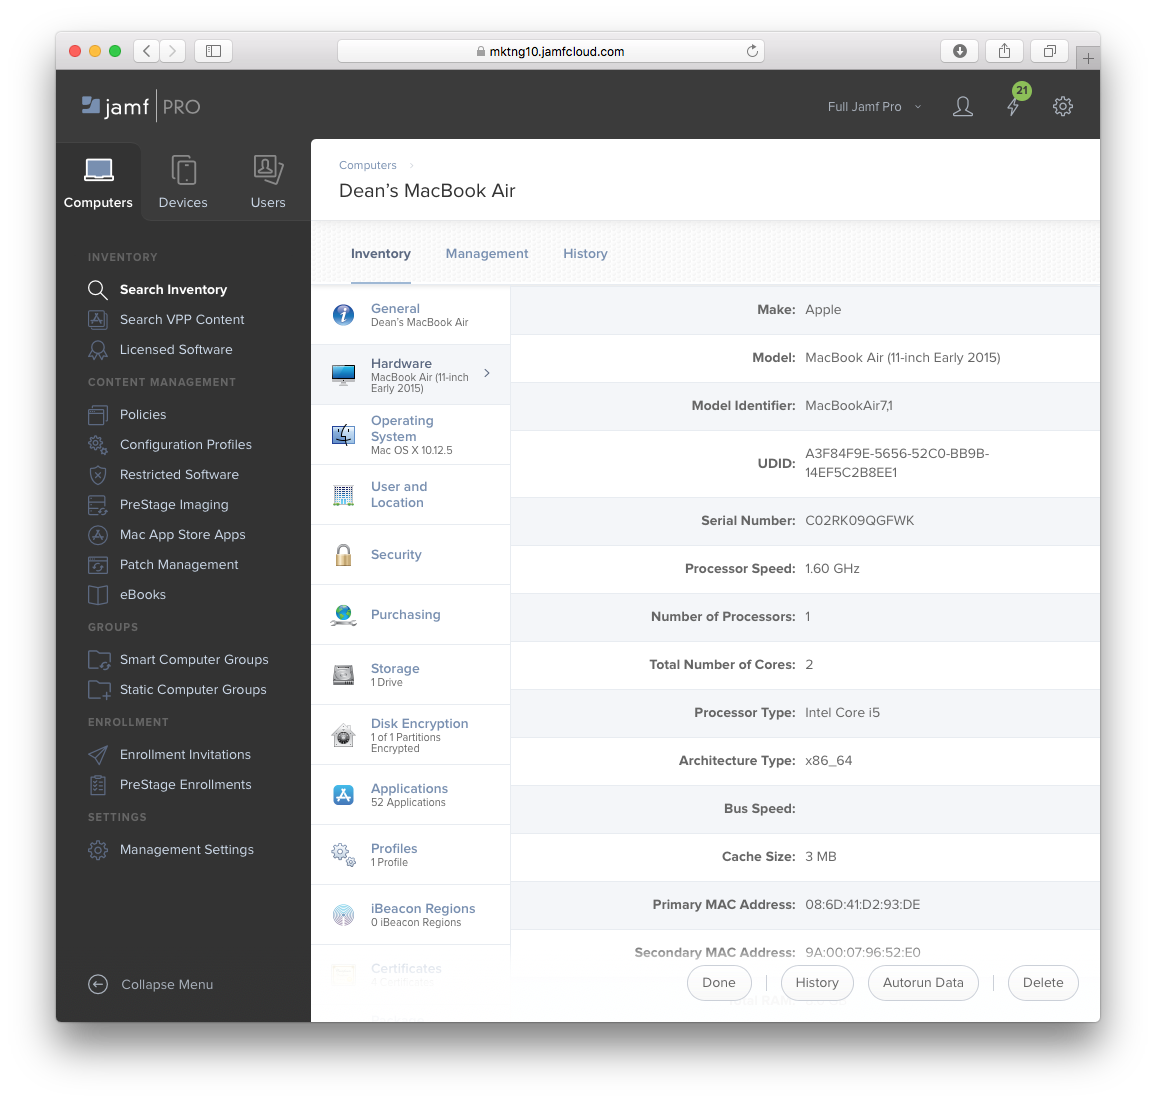 mktng10.jamfcloud.com
jamf PRO
Full Jamf Pro
21
Computers
Devices
Users
INVENTORY
Search Inventory
Search VPP Content
Licensed Software
CONTENT MANAGEMENT
Policies
Configuration Profiles
Restricted Software
PreStage Imaging
Mac App Store Apps
Patch Management
eBooks
GROUPS
Smart Computer Groups
Static Computer Groups
ENROLLMENT
Enrollment Invitations
PreStage Enrollments
SETTINGS
Management Settings
Collapse Menu
Computers
Dean’s MacBook Air
Inventory
Management
History
General
Dean’s MacBook Air
Hardware
MacBook Air (11-inch
Early 2015)
Operating
System
Mac OS X 10.12.5
User and
Location
Security
Purchasing
Storage
1 Drive
Disk Encryption
1 of 1 Partitions
Encrypted
Applications
52 Applications
Profiles
1 Profile
iBeacon Regions
0 iBeacon Regions
Certificates
Make: Apple
Model: MacBook Air (11-inch Early 2015)
Model Identifier: MacBookAir7,1
UDID: A3F84F9E-5656-52C0-BB9B-
14EF5C2B8EE1
Serial Number: C02RK09QGFWK
Processor Speed: 1.60 GHz
Number of Processors: 1
Total Number of Cores: 2
Processor Type: Intel Core i5
Architecture Type: x86_64
Bus Speed:
Cache Size: 3 MB
Primary MAC Address: 08:6D:41:D2:93:DE
Secondary MAC Address: 9A:00:07:96:52:E0
Total RAM:
Done
History
Autorun Data
Delete